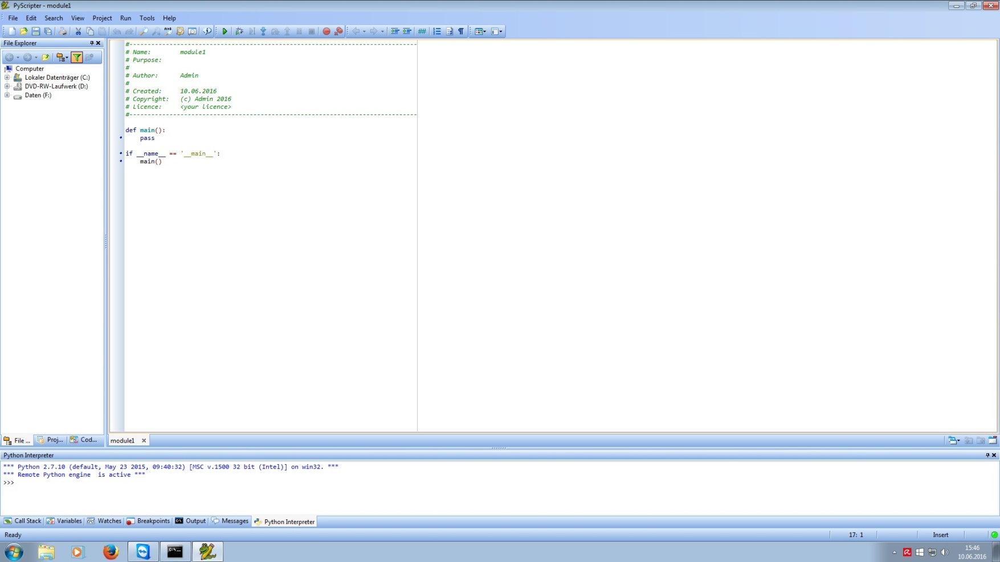 PyScripter - module1
File Edit Search View Project Run Tools Help
File Explorer
Computer
Lokaler Datenträger (C:)
DVD-RW-Laufwerk (D:)
Daten (F:)
#-------------------------------------------------------------------------------
# Name:        module1
# Purpose:
#
# Author:      Admin
#
# Created:     10.06.2016
# Copyright:   (c) Admin 2016
# Licence:     <your licence>
#-------------------------------------------------------------------------------
def main():
    pass
if __name__ == '__main__':
    main()
File ... Proj... Cod...
module1
Python Interpreter
*** Python 2.7.10 (default, May 23 2015, 09:40:32) [MSC v.1500 32 bit (Intel)] on win32. ***
*** Remote Python engine  is active ***
>>>
Call Stack Variables Watches Breakpoints Output Messages Python Interpreter
Ready 17: 1 Insert
15:46
10.06.2016